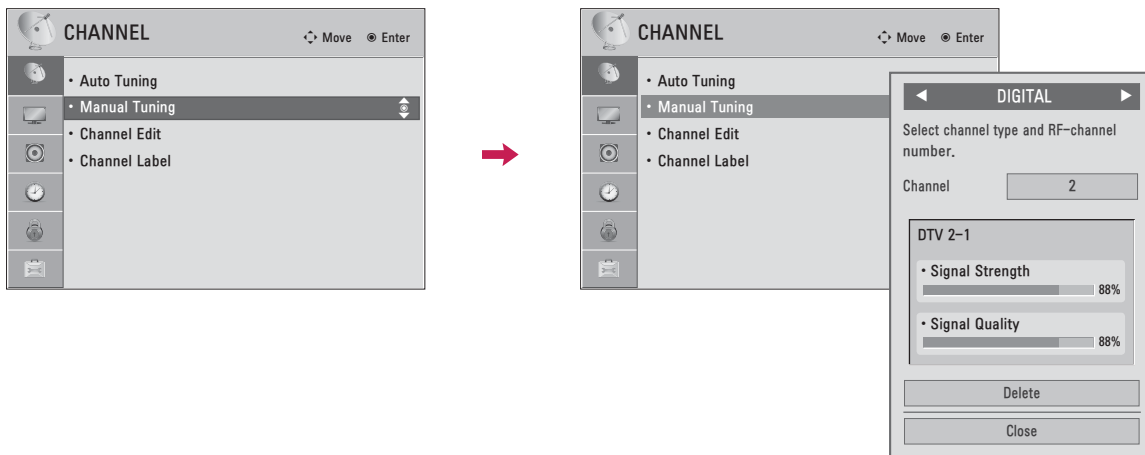 CHANNEL
Move Enter
• Auto Tuning
• Manual Tuning
• Channel Edit
• Channel Label
CHANNEL
Move Enter
• Auto Tuning
• Manual Tuning
• Channel Edit
• Channel Label
DIGITAL
Select channel type and RF-channel
number.
Channel 2
DTV 2-1
• Signal Strength
88%
• Signal Quality
88%
Delete
Close